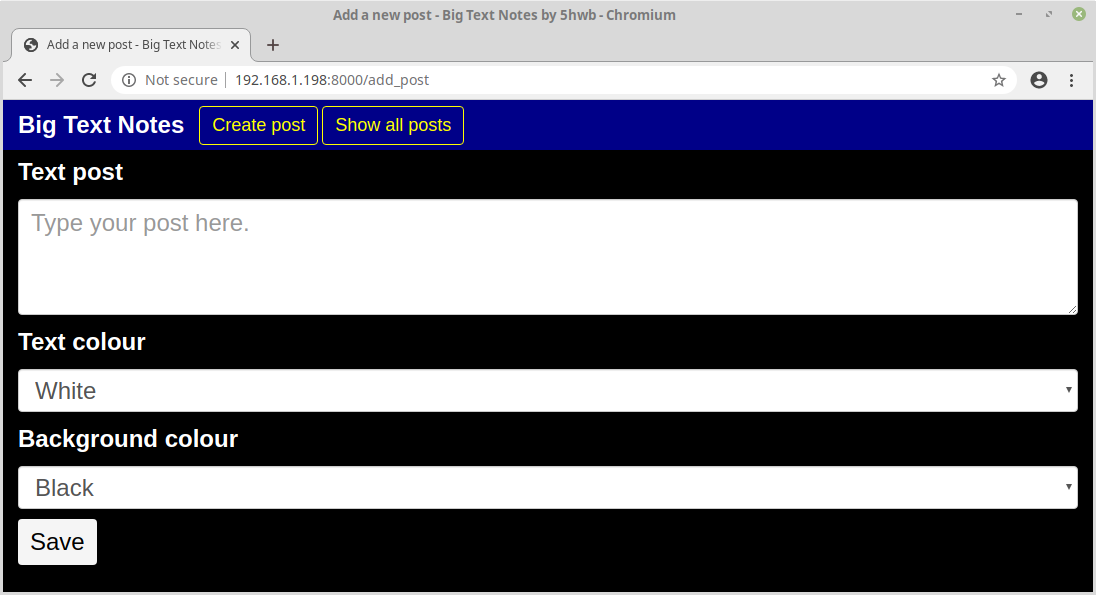 Add a new post - Big Text Notes by 5hwb - Chromium
Add a new post - Big Text Notes
Not secure 192.168.1.198:8000/add_post
Big Text Notes Create post Show all posts
Text post
Type your post here.
Text colour
White
Background colour
Black
Save